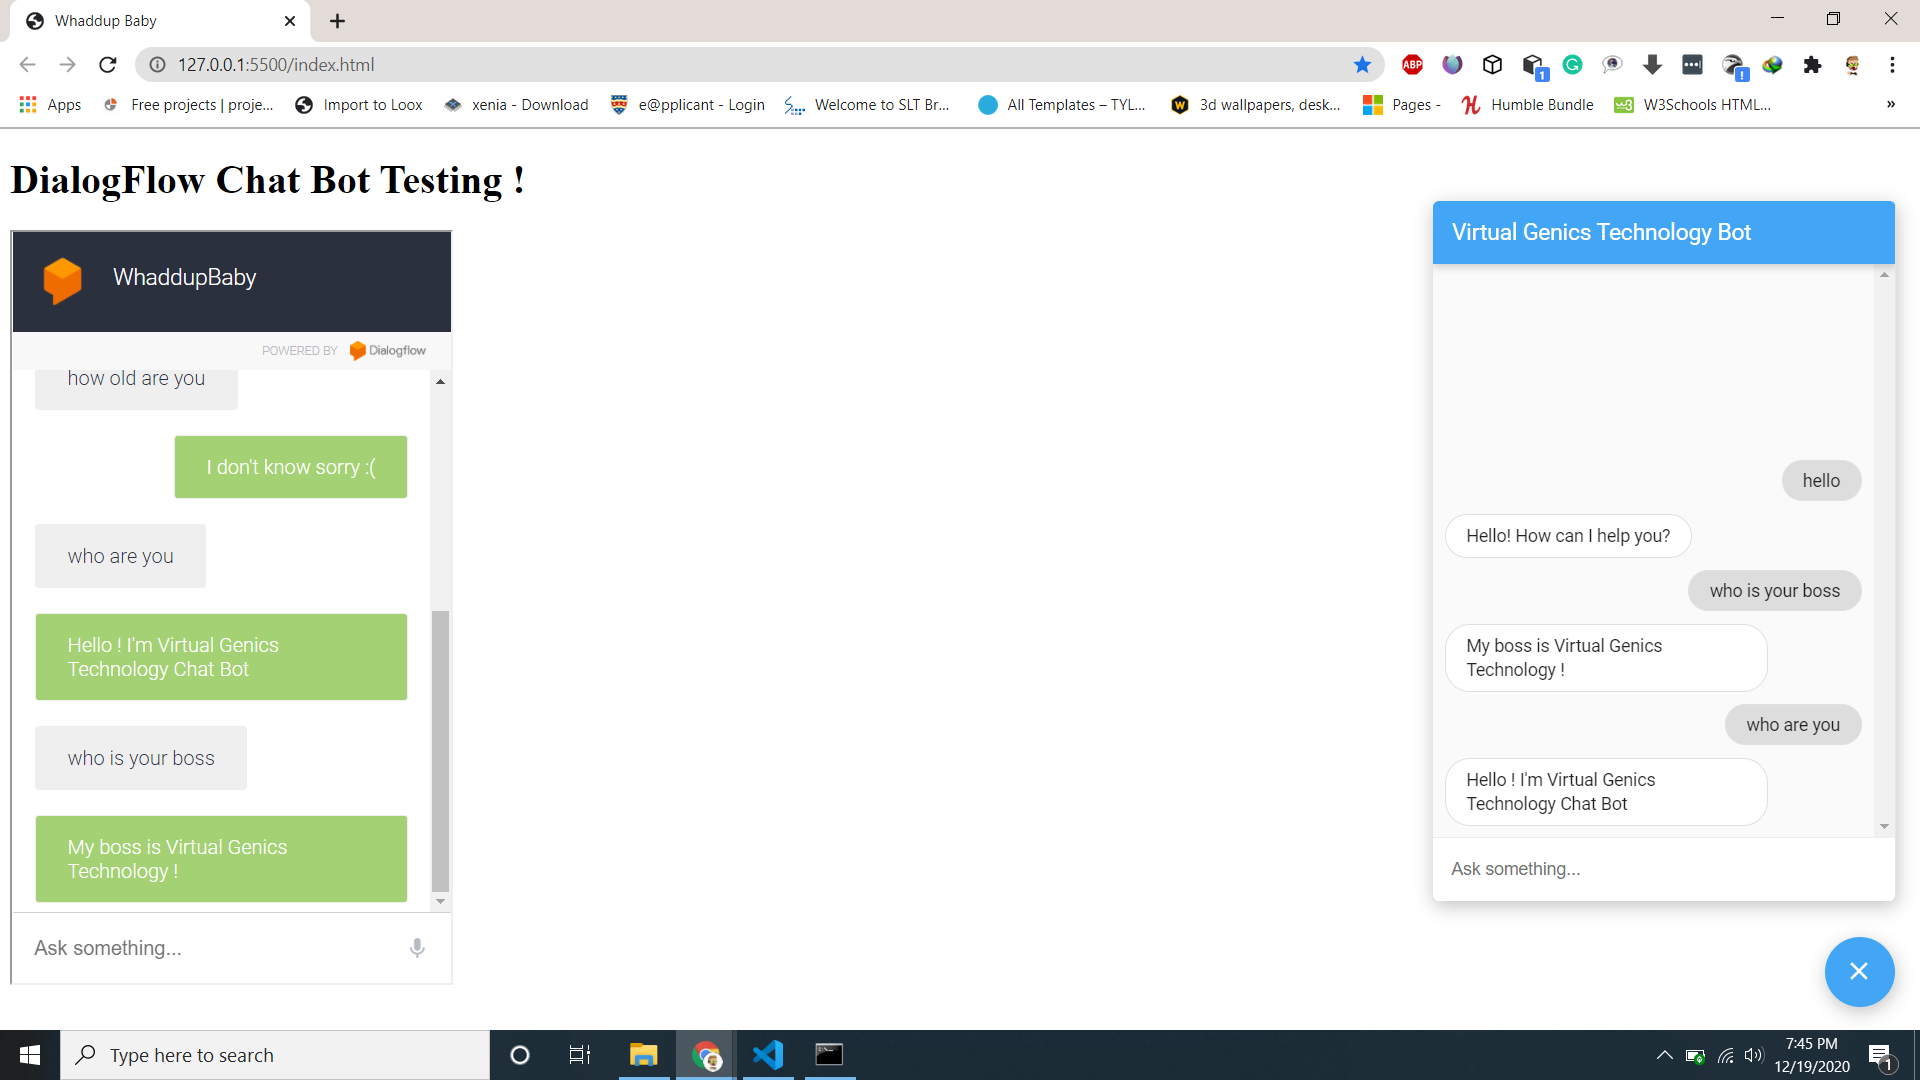 Whaddup Baby
127.0.0.1:5500/index.html
ABP
1
G
!
Apps
Free projects | proje...
Import to Loox
xenia - Download
e@pplicant - Login
Welcome to SLT Br...
All Templates – TYL...
3d wallpapers, desk...
Pages -
Humble Bundle
W3Schools HTML...
»
DialogFlow Chat Bot Testing !
WhaddupBaby
POWERED BY Dialogflow
how old are you
I don't know sorry :(
who are you
Hello ! I'm Virtual Genics
Technology Chat Bot
who is your boss
My boss is Virtual Genics
Technology !
Ask something...
Virtual Genics Technology Bot
hello
Hello! How can I help you?
who is your boss
My boss is Virtual Genics
Technology !
who are you
Hello ! I'm Virtual Genics
Technology Chat Bot
Ask something...
Type here to search
7:45 PM
12/19/2020
1